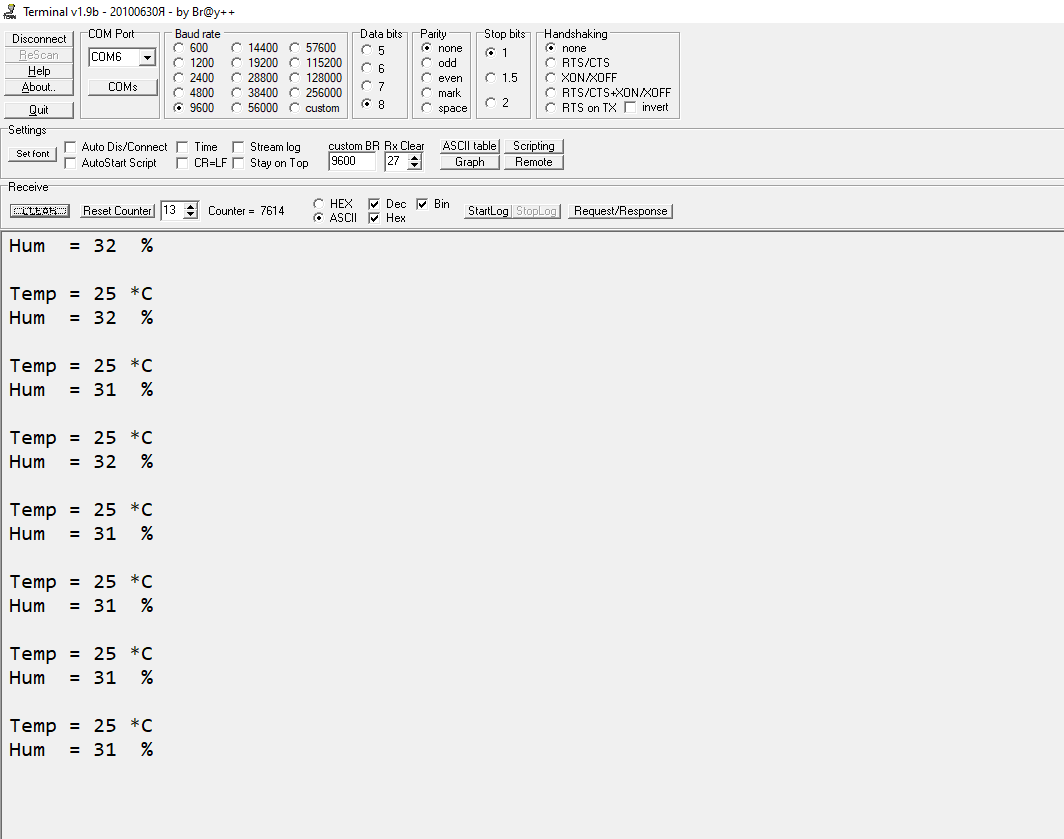 Terminal v1.9b - 20100630Я - by Br@y++
Disconnect
ReScan
Help
About..
Quit
COM Port
COM6
COMs
Baud rate
600 14400 57600
1200 19200 115200
2400 28800 128000
4800 38400 256000
9600 56000 custom
Data bits
5
6
7
8
Parity
none
odd
even
mark
space
Stop bits
1
1.5
2
Handshaking
none
RTS/CTS
XON/XOFF
RTS/CTS+XON/XOFF
RTS on TX invert
Settings
Set font
Auto Dis/Connect Time Stream log
AutoStart Script CR=LF Stay on Top
custom BR Rx Clear
9600 27
ASCII table Scripting
Graph Remote
Receive
CLEAR Reset Counter 13 Counter = 7614
HEX Dec Bin
ASCII Hex
StartLog StopLog Request/Response
Hum  = 32  %
Temp = 25 *C
Hum  = 32  %
Temp = 25 *C
Hum  = 31  %
Temp = 25 *C
Hum  = 32  %
Temp = 25 *C
Hum  = 31  %
Temp = 25 *C
Hum  = 31  %
Temp = 25 *C
Hum  = 31  %
Temp = 25 *C
Hum  = 31  %